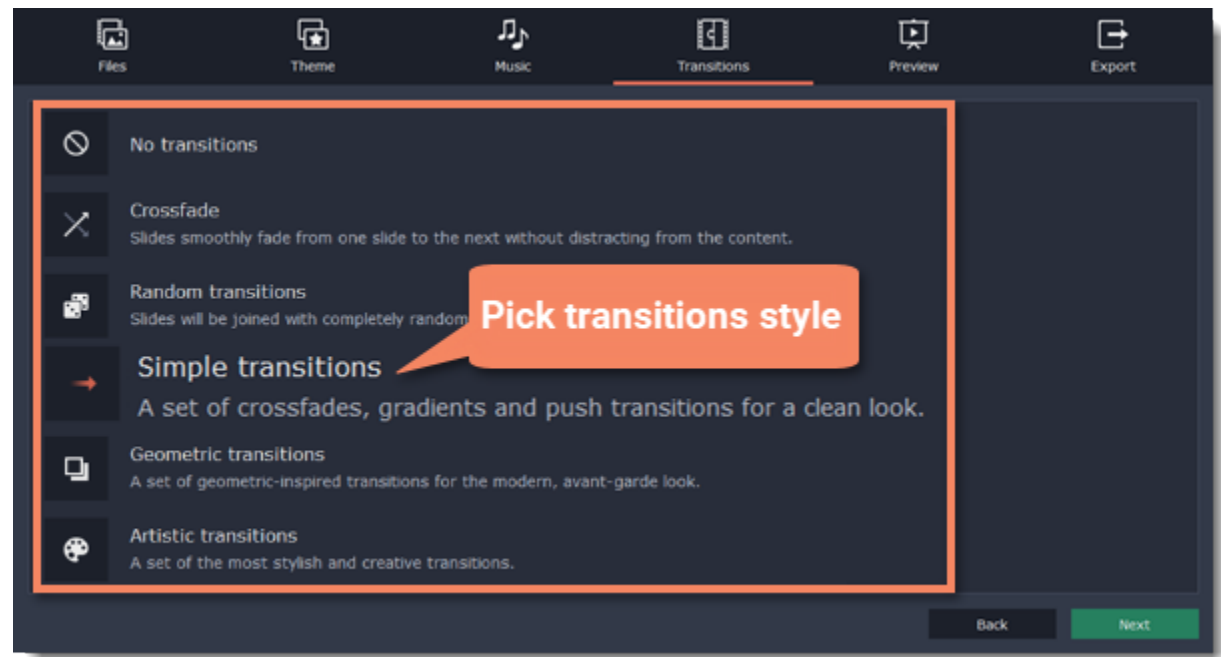 Files Theme Music Transitions Preview Export
No transitions
Crossfade
Slides smoothly fade from one slide to the next without distracting from the content.
Random transitions
Slides will be joined with completely random
Pick transitions style
Simple transitions
A set of crossfades, gradients and push transitions for a clean look.
Geometric transitions
A set of geometric-inspired transitions for the modern, avant-garde look.
Artistic transitions
A set of the most stylish and creative transitions.
Back Next